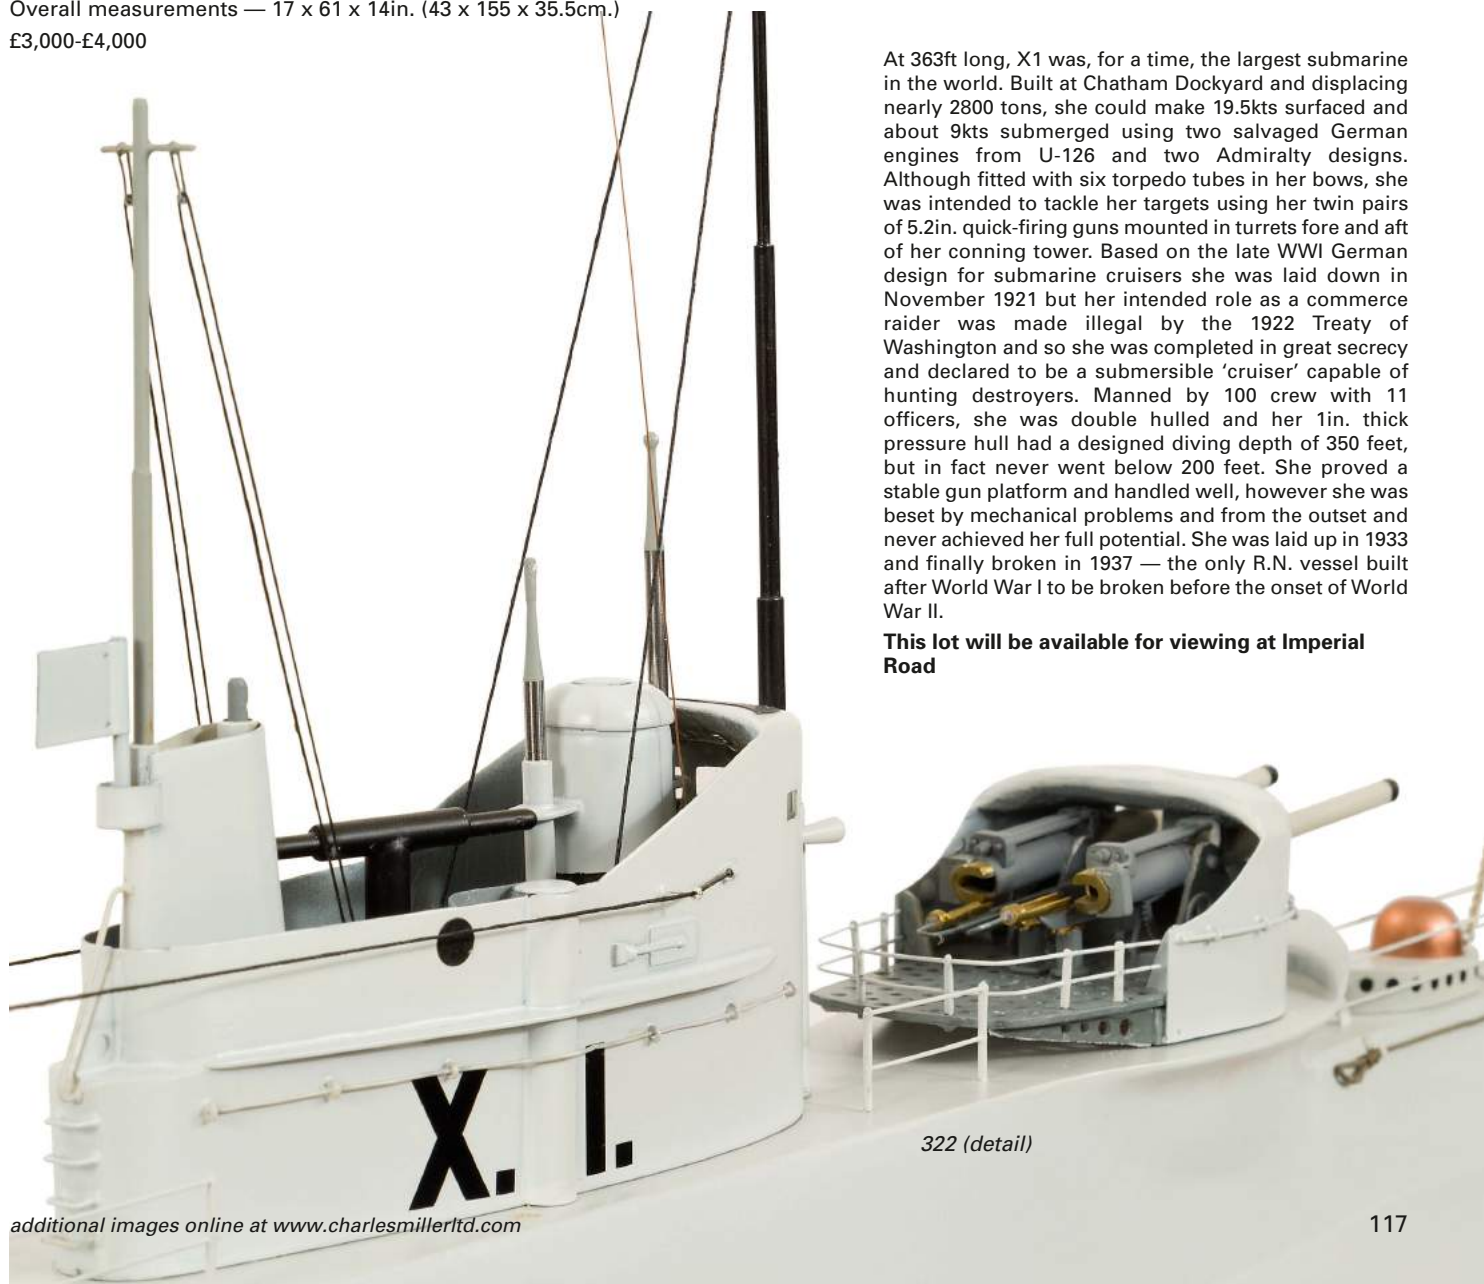 Overall measurements — 17 x 61 x 14in. (43 x 155 x 35.5cm.)
£3,000-£4,000
At 363ft long, X1 was, for a time, the largest submarine
in the world. Built at Chatham Dockyard and displacing
nearly 2800 tons, she could make 19.5kts surfaced and
about 9kts submerged using two salvaged German
engines from U-126 and two Admiralty designs.
Although fitted with six torpedo tubes in her bows, she
was intended to tackle her targets using her twin pairs
of 5.2in. quick-firing guns mounted in turrets fore and aft
of her conning tower. Based on the late WWI German
design for submarine cruisers she was laid down in
November 1921 but her intended role as a commerce
raider was made illegal by the 1922 Treaty of
Washington and so she was completed in great secrecy
and declared to be a submersible ‘cruiser’ capable of
hunting destroyers. Manned by 100 crew with 11
officers, she was double hulled and her 1in. thick
pressure hull had a designed diving depth of 350 feet,
but in fact never went below 200 feet. She proved a
stable gun platform and handled well, however she was
beset by mechanical problems and from the outset and
never achieved her full potential. She was laid up in 1933
and finally broken in 1937 — the only R.N. vessel built
after World War I to be broken before the onset of World
War II.
This lot will be available for viewing at Imperial
Road
X. I.
322 (detail)
additional images online at www.charlesmillerltd.com
117